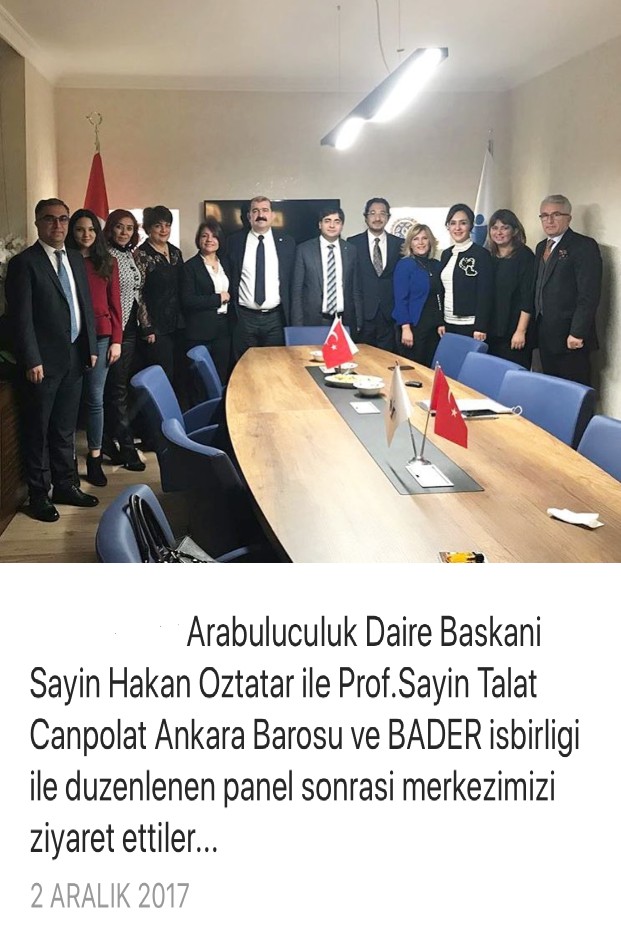 Arabuluculuk Daire Baskani
Sayin Hakan Oztatar ile Prof.Sayin Talat
Canpolat Ankara Barosu ve BADER isbirligi
ile duzenlenen panel sonrasi merkezimizi
ziyaret ettiler...
2 ARALIK 2017